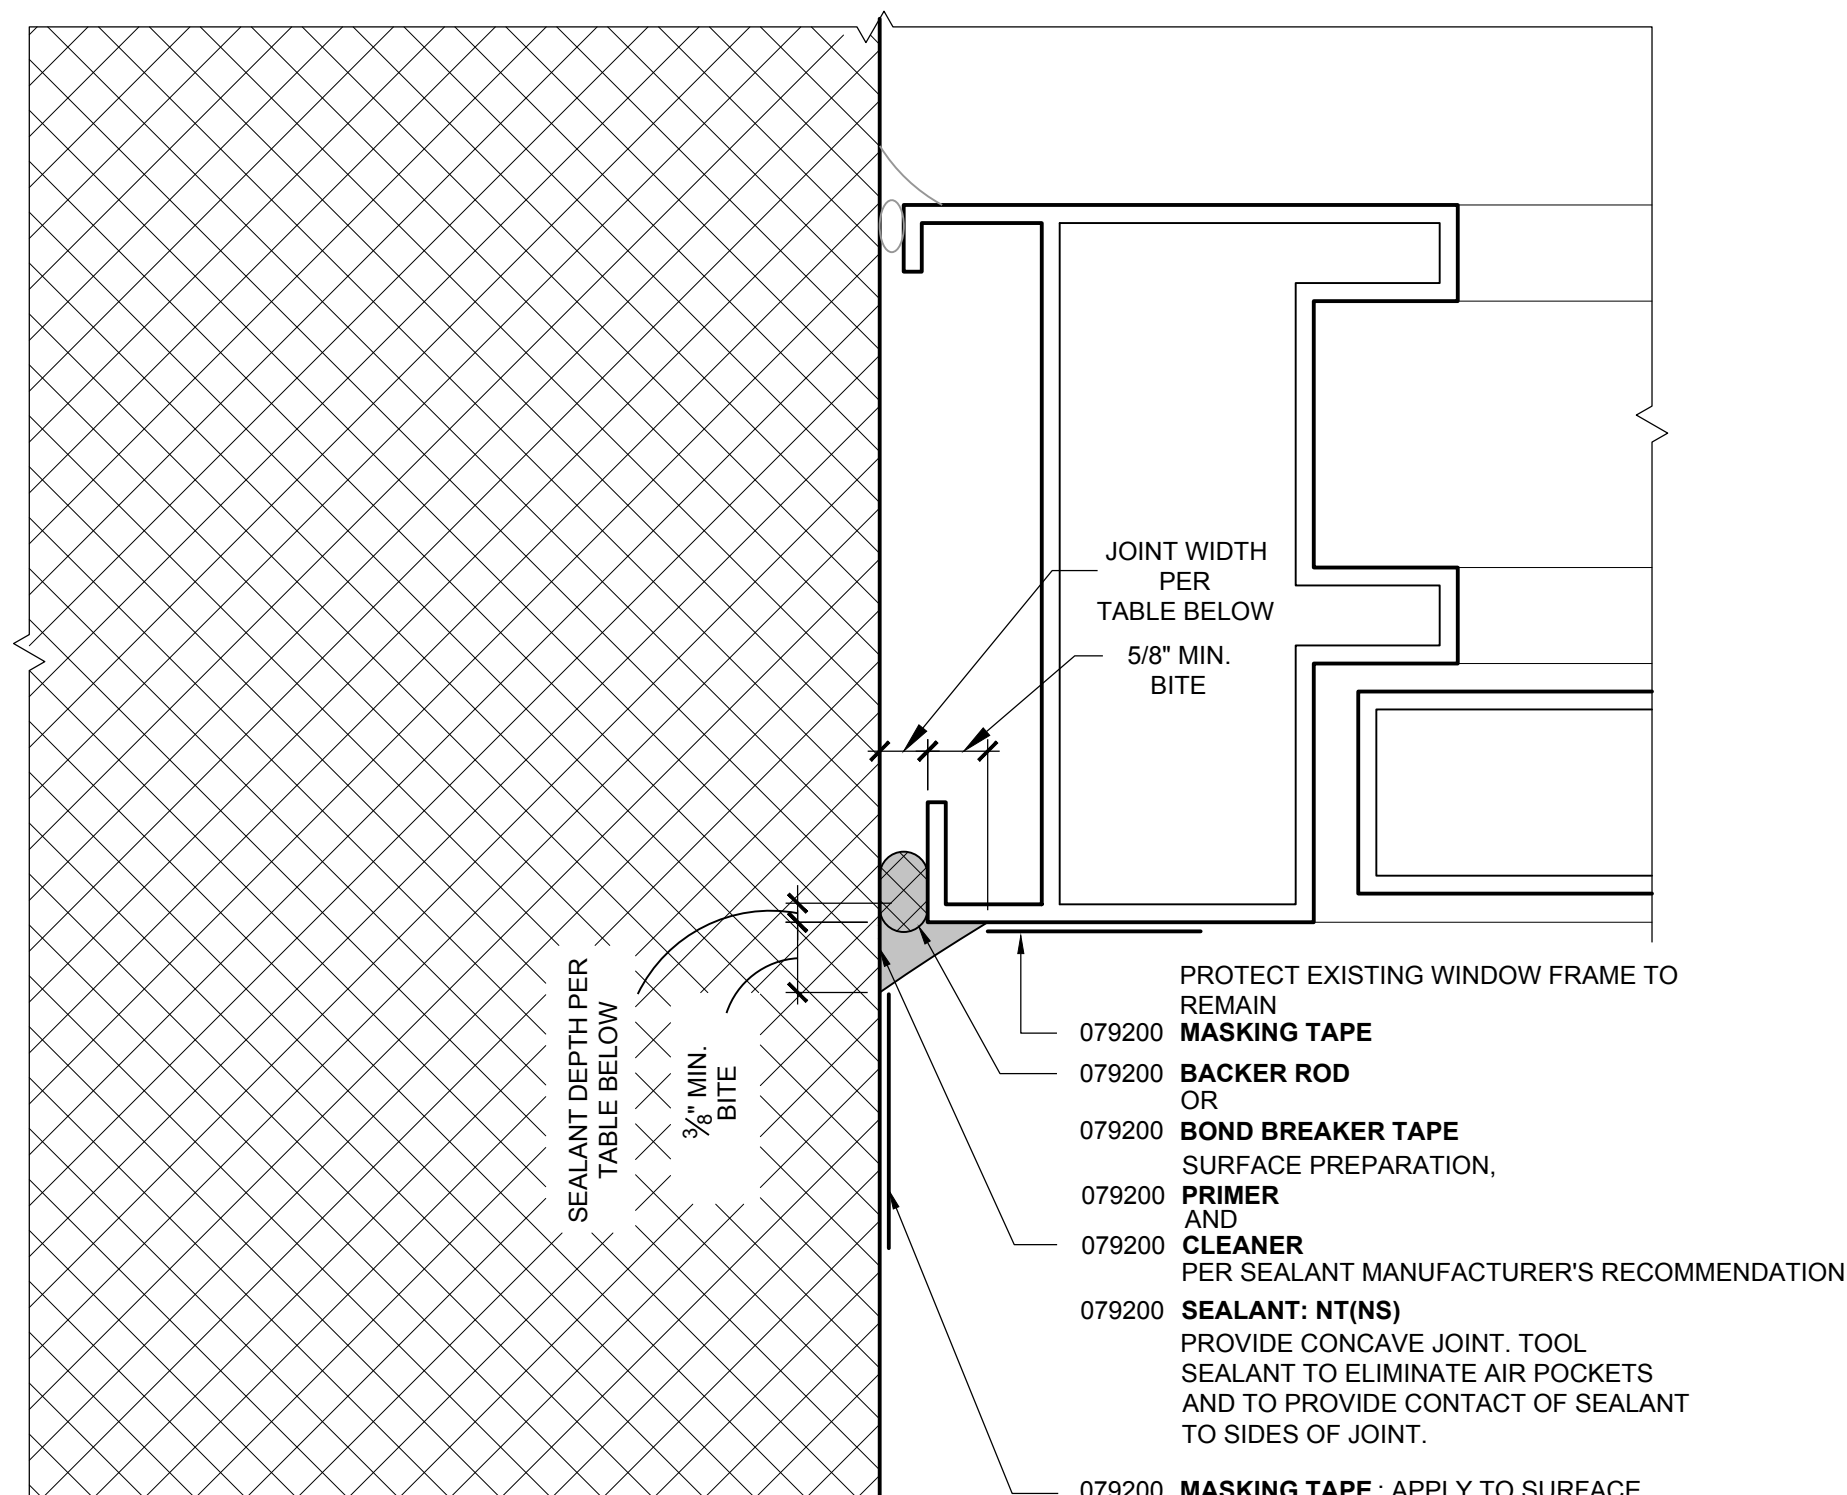 JOINT WIDTH
PER
TABLE BELOW
5/8" MIN.
BITE
SEALANT DEPTH PER
TABLE BELOW
3/8" MIN.
BITE
PROTECT EXISTING WINDOW FRAME TO
REMAIN
079200 MASKING TAPE
079200 BACKER ROD
OR
079200 BOND BREAKER TAPE
SURFACE PREPARATION,
079200 PRIMER
AND
079200 CLEANER
PER SEALANT MANUFACTURER'S RECOMMENDATION
079200 SEALANT: NT(NS)
PROVIDE CONCAVE JOINT. TOOL
SEALANT TO ELIMINATE AIR POCKETS
AND TO PROVIDE CONTACT OF SEALANT
TO SIDES OF JOINT.
079200 MASKING TAPE : APPLY TO SURFACE